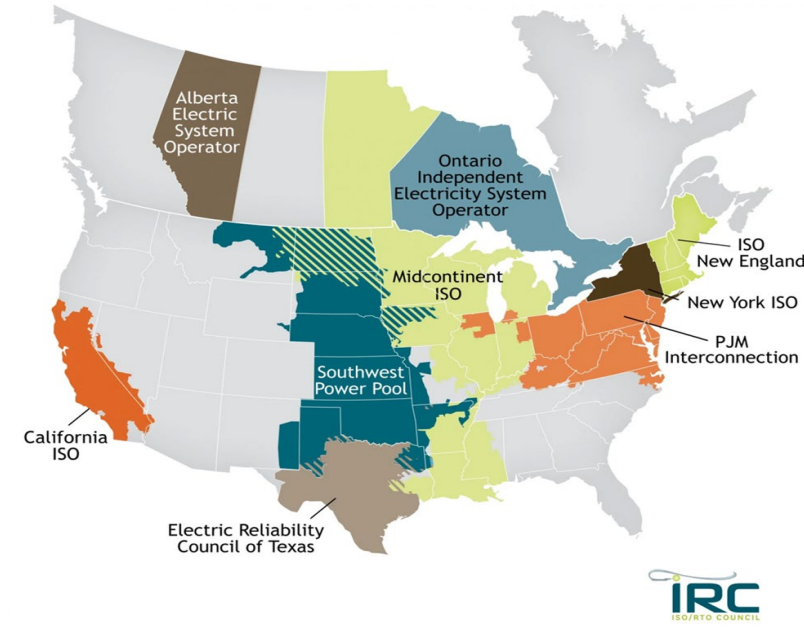 Alberta
Electric
System
Operator
Ontario
Independent
Electricity System
Operator
ISO
New England
Midcontinent
ISO
New York ISO
PJM
Interconnection
Southwest
Power Pool
California
ISO
Electric Reliability
Council of Texas
IRC
ISO/RTO COUNCIL